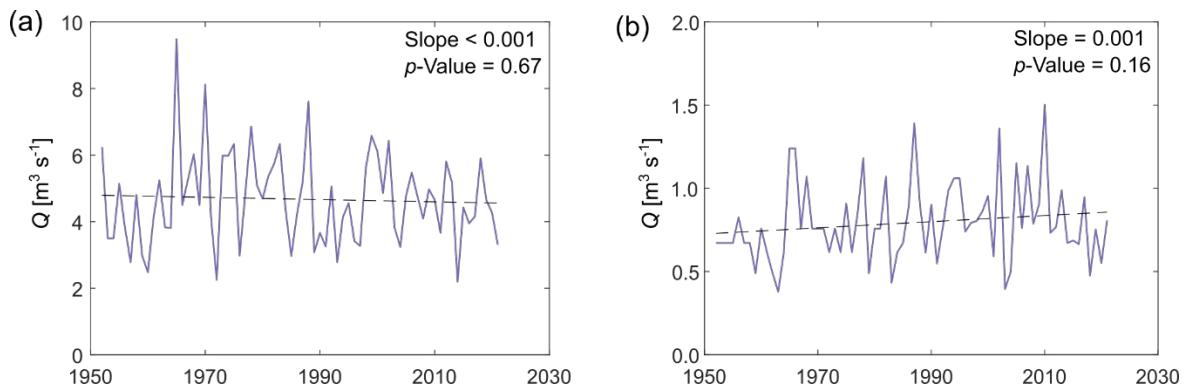 (a)
Slope < 0.001
p-Value = 0.67
Q [m³ s⁻¹]
10
8
6
4
2
0
1950 1970 1990 2010 2030
(b)
Slope = 0.001
p-Value = 0.16
Q [m³ s⁻¹]
2.0
1.5
1.0
0.5
0.0
1950 1970 1990 2010 2030